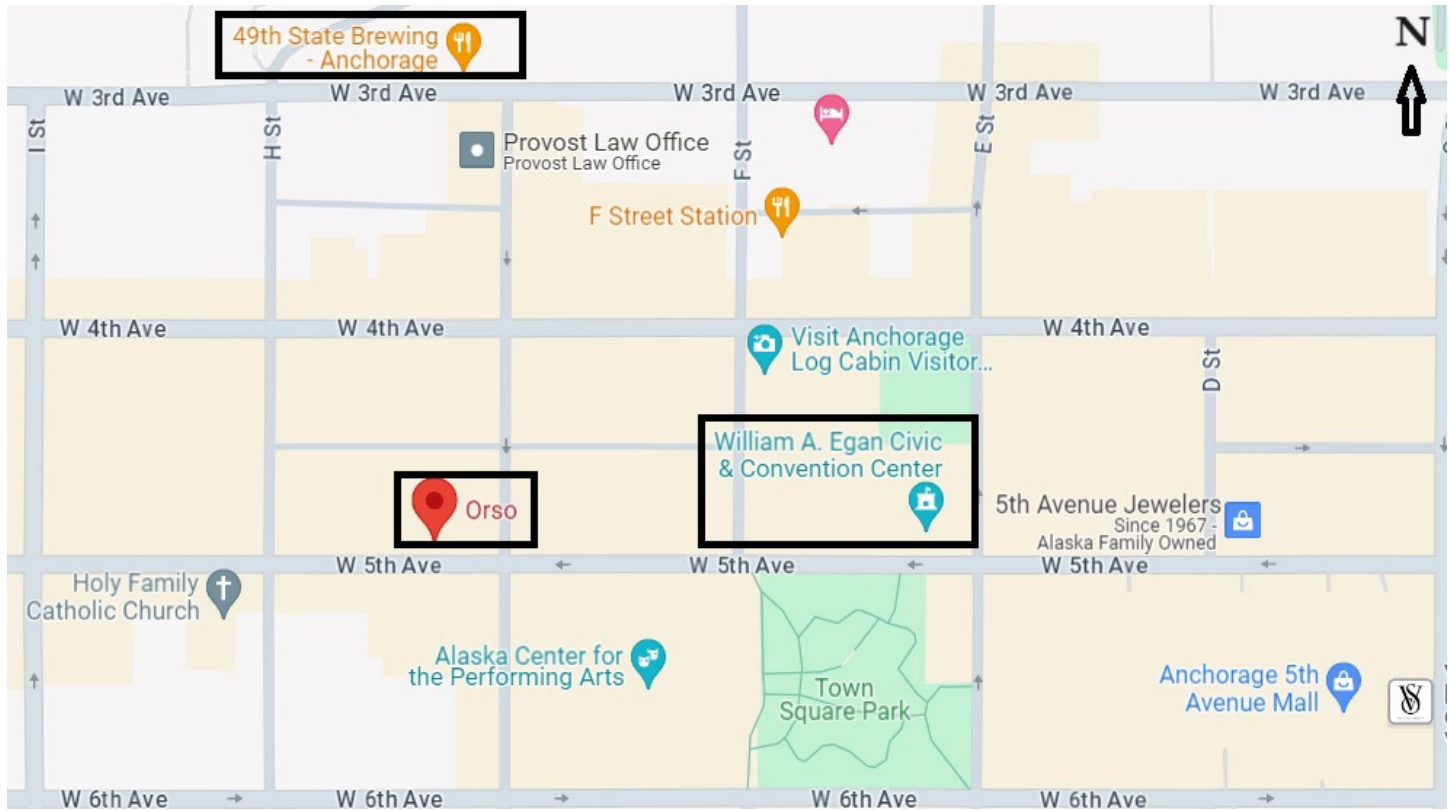 49th State Brewing
- Anchorage
N
W 3rd Ave
W 3rd Ave
W 3rd Ave
W 3rd Ave
W 3rd Ave
I St
H St
Provost Law Office
Provost Law Office
F St
E St
F Street Station
W 4th Ave
W 4th Ave
W 4th Ave
Visit Anchorage
Log Cabin Visitor...
D St
William A. Egan Civic
& Convention Center
Orso
5th Avenue Jewelers
Since 1967 -
Alaska Family Owned
W 5th Ave
W 5th Ave
W 5th Ave
Holy Family
Catholic Church
Alaska Center for
the Performing Arts
Town
Square Park
Anchorage 5th
Avenue Mall
VS
W 6th Ave
W 6th Ave
W 6th Ave
W 6th Ave